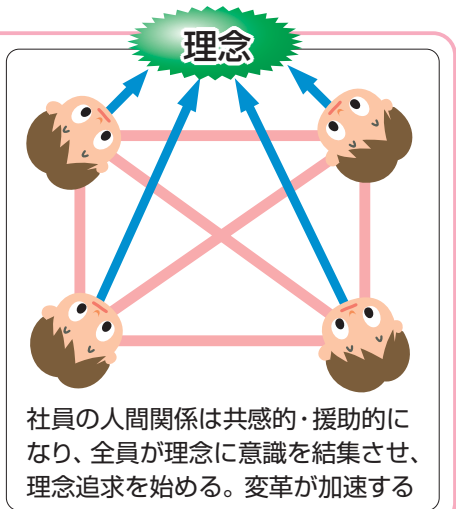 理念
社員の人間関係は共感的・援助的に
なり、全員が理念に意識を結集させ、
理念追求を始める。変革が加速する